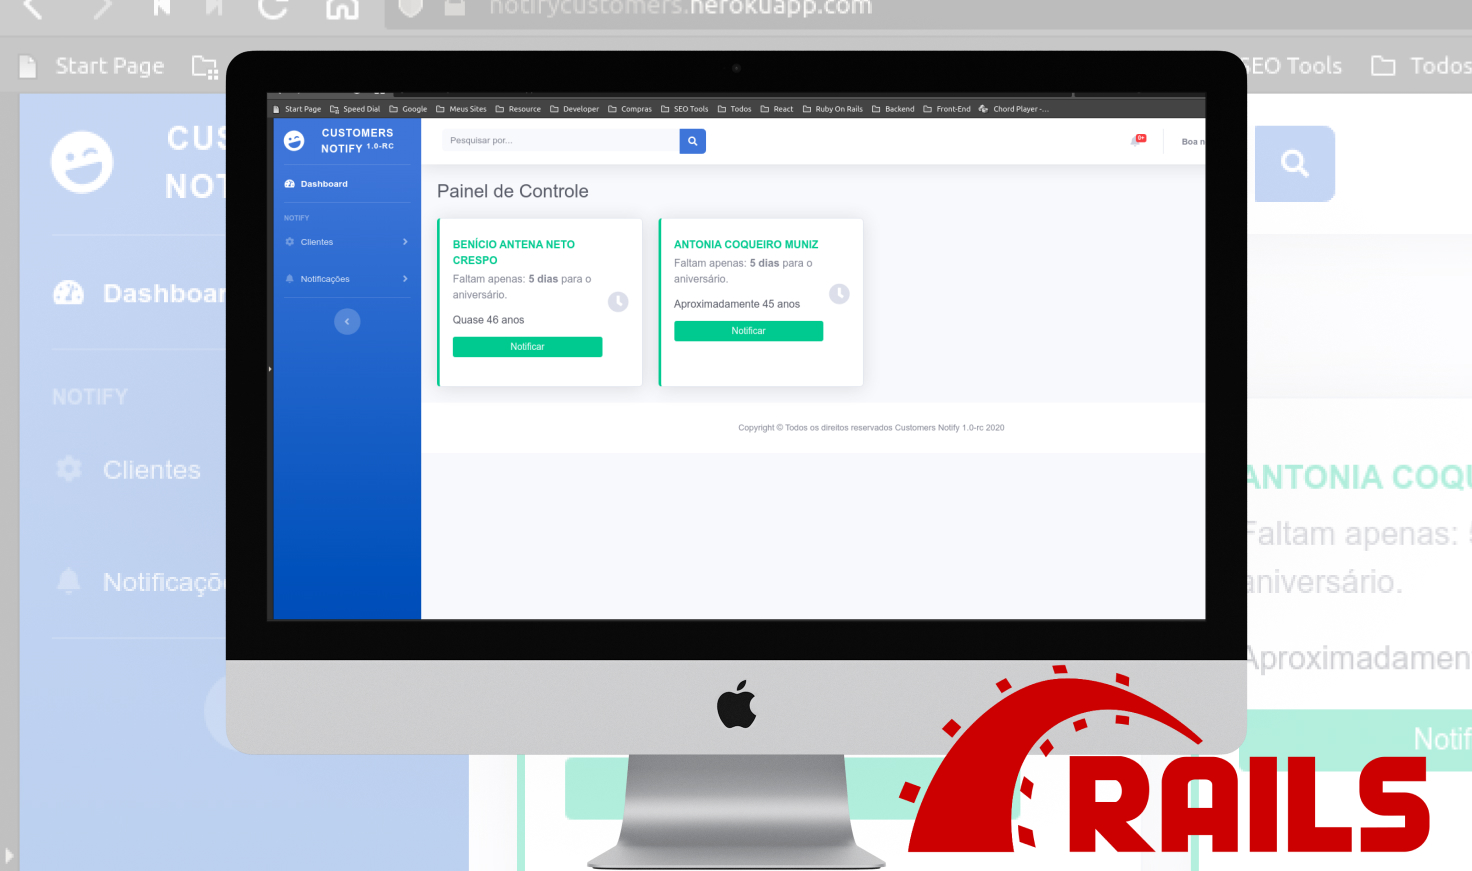 notifycustomers.herokuapp.com
Start Page
SEO Tools
Todos
Start Page Speed Dial Google Meus Sites Resource Developer Compras SEO Tools Todos React Ruby On Rails Backend Front-End Chord Player -...
CUSTOMERS
NOTIFY 1.0-RC
Pesquisar por...
0+
Boa n
Dashboard
NOTIFY
Clientes
Notificações
Painel de Controle
BENÍCIO ANTENA NETO
CRESPO
Faltam apenas: 5 dias para o
aniversário.
Quase 46 anos
Notificar
ANTONIA COQUEIRO MUNIZ
Faltam apenas: 5 dias para o
aniversário.
Aproximadamente 45 anos
Notificar
Copyright © Todos os direitos reservados Customers Notify 1.0-rc 2020
CUS
NOT
Dashboar
NOTIFY
Clientes
Notificaçõ
ANTONIA COQU
Faltam apenas:
aniversário.
Aproximadamen
Notif
RAILS